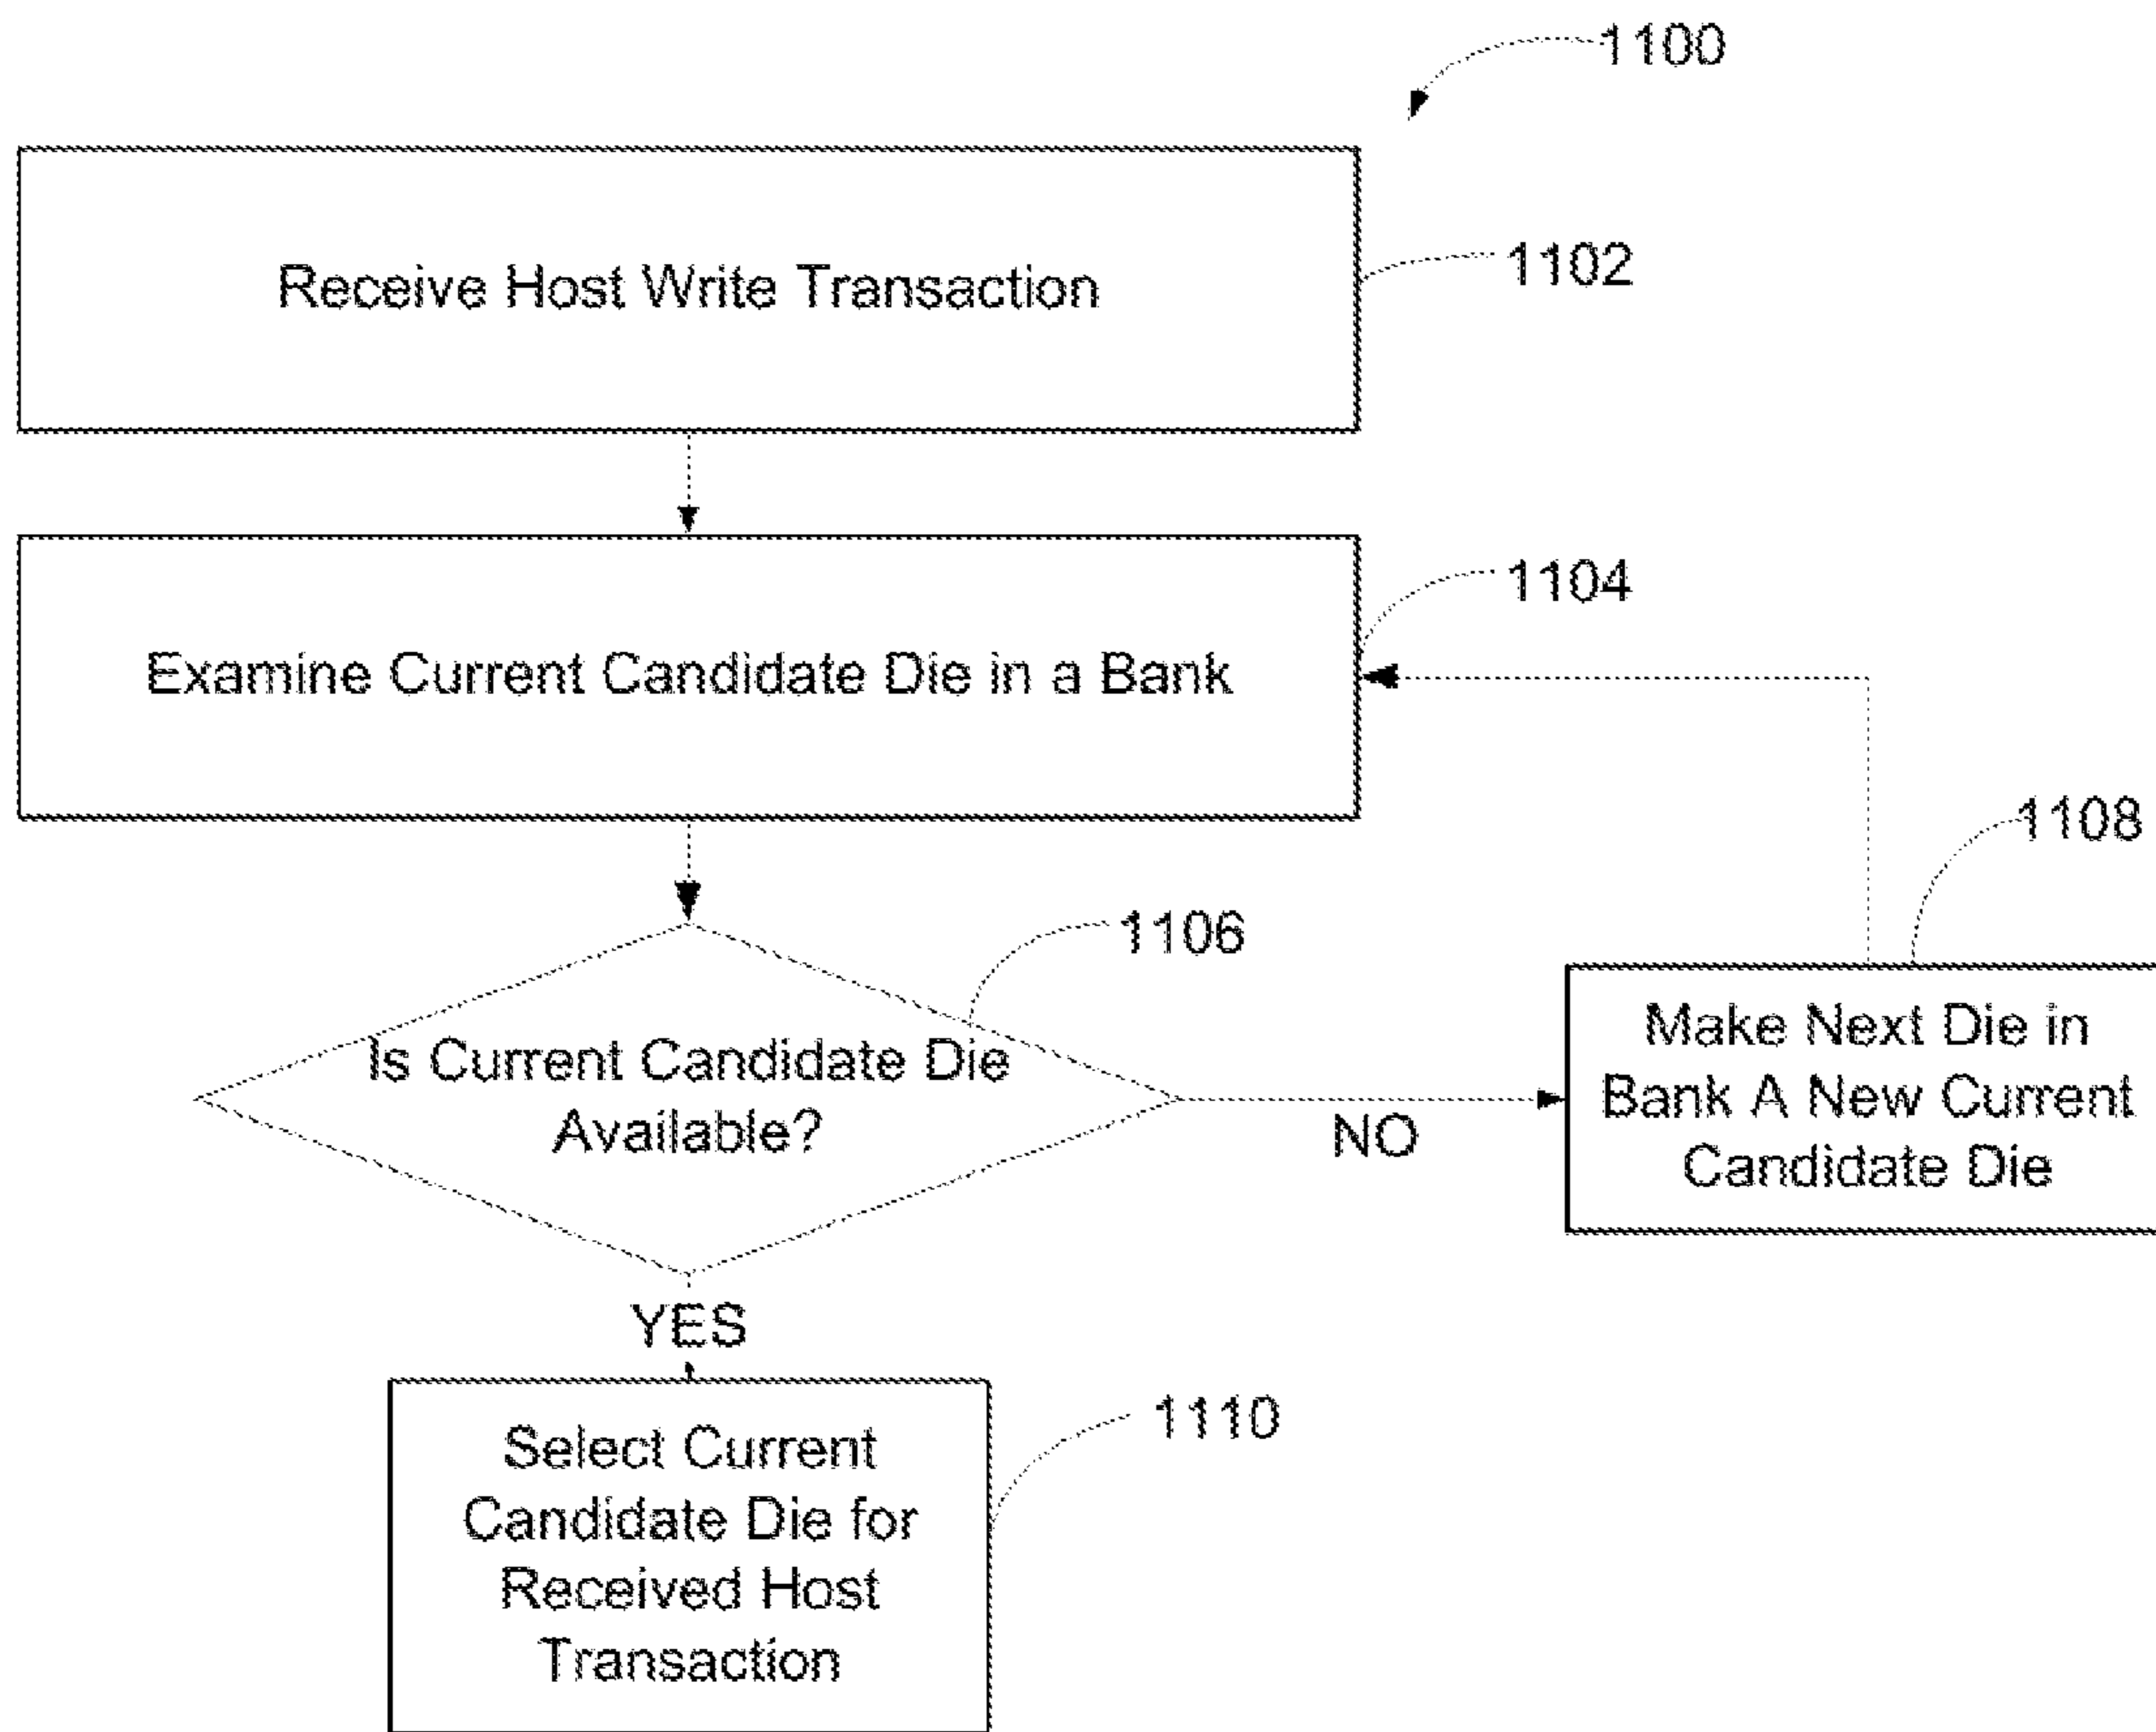 1100
Receive Host Write Transaction
1102
1104
Examine Current Candidate Die in a Bank
1108
1106
Is Current Candidate Die
Available?
NO
Make Next Die in
Bank A New Current
Candidate Die
YES
1110
Select Current
Candidate Die for
Received Host
Transaction